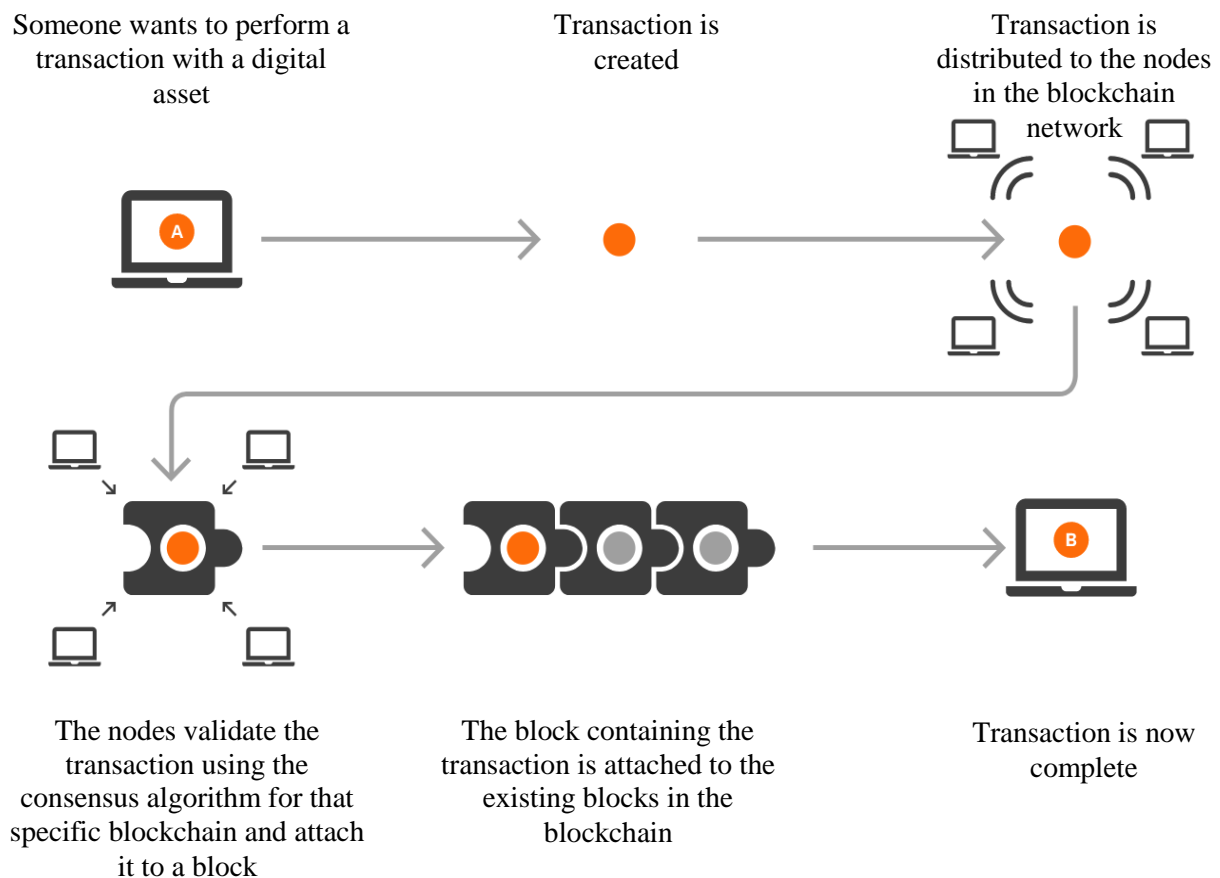 Someone wants to perform a
transaction with a digital
asset
Transaction is
created
Transaction is
distributed to the nodes
in the blockchain
network
A
The nodes validate the
transaction using the
consensus algorithm for that
specific blockchain and attach
it to a block
The block containing the
transaction is attached to the
existing blocks in the
blockchain
B
Transaction is now
complete